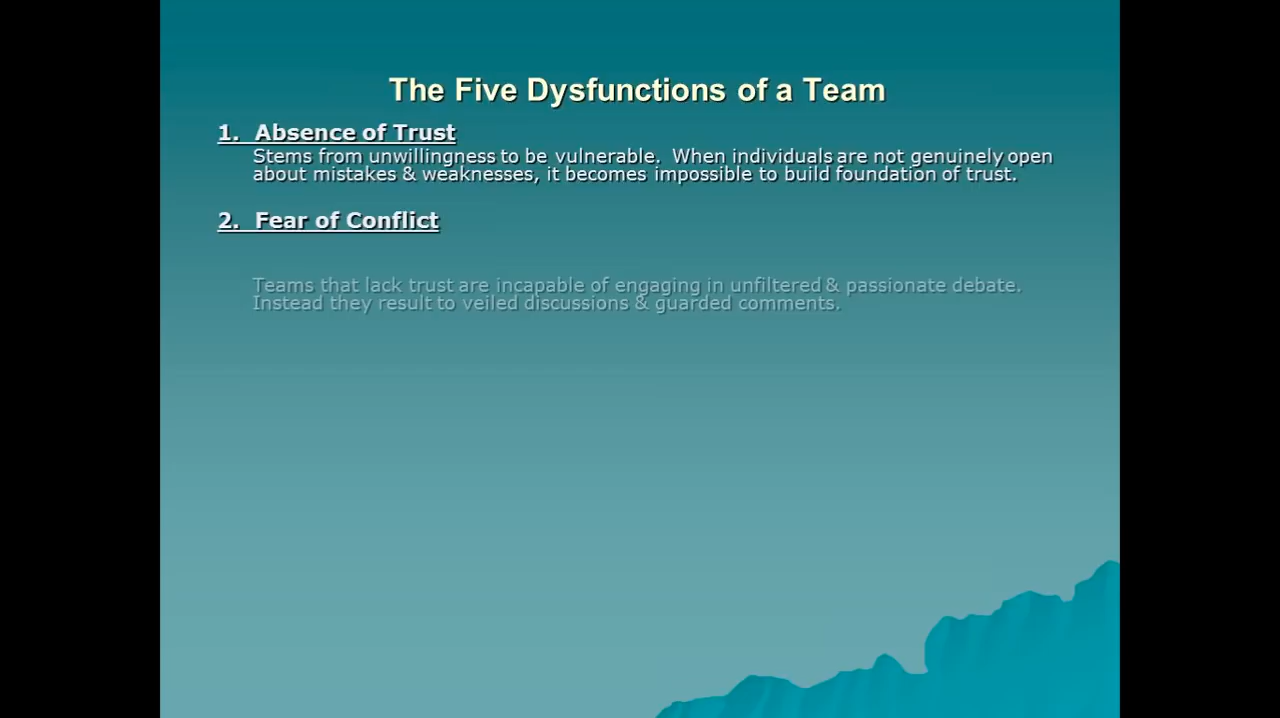 The Five Dysfunctions of a Team
1. Absence of Trust
Stems from unwillingness to be vulnerable. When individuals are not genuinely open
about mistakes & weaknesses, it becomes impossible to build foundation of trust.
2. Fear of Conflict
Teams that lack trust are incapable of engaging in unfiltered & passionate debate.
Instead they result to veiled discussions & guarded comments.